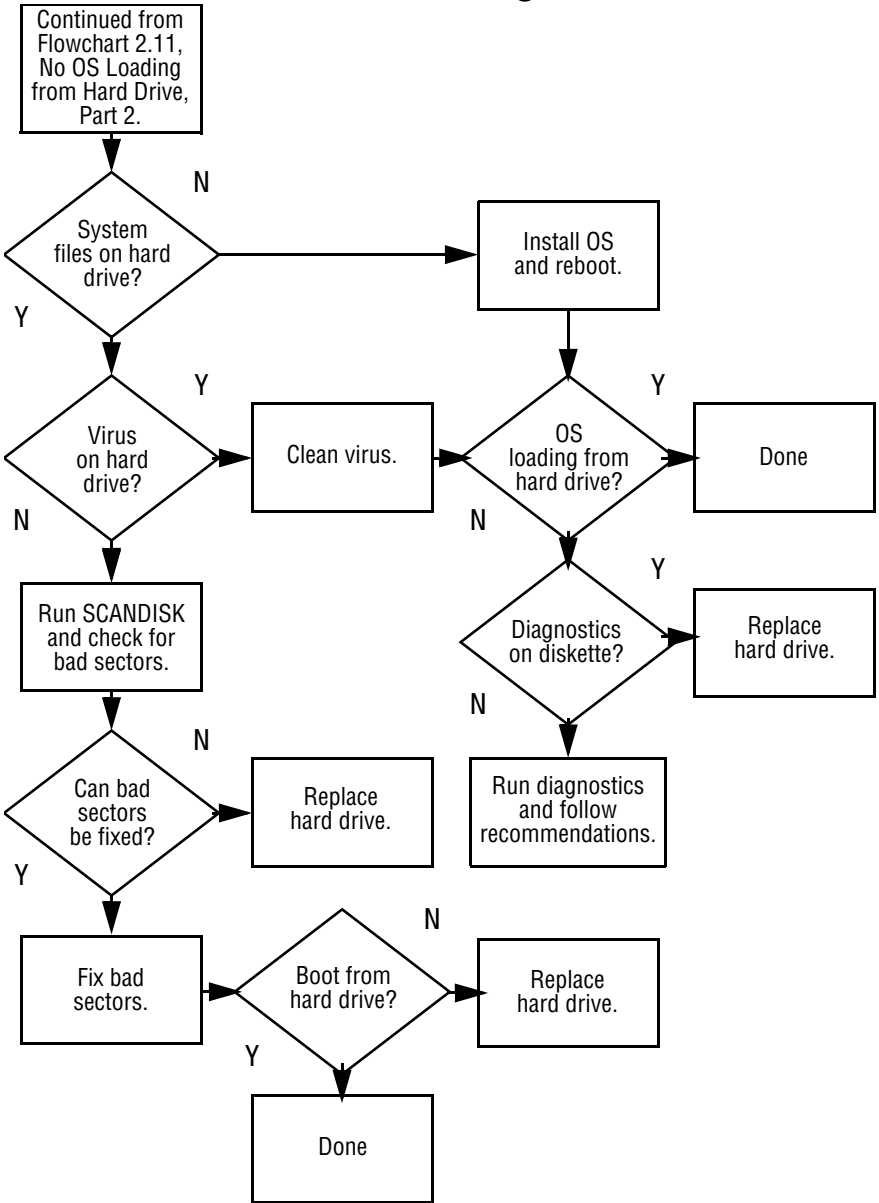 Continued from
Flowchart 2.11,
No OS Loading
from Hard Drive,
Part 2.
N
System
files on hard
drive?
Install OS
and reboot.
Y
Y
Y
Virus
on hard
drive?
Clean virus.
OS
loading from
hard drive?
Done
N
N
Y
Run SCANDISK
and check for
bad sectors.
Diagnostics
on diskette?
Replace
hard drive.
N
N
Can bad
sectors
be fixed?
Replace
hard drive.
Run diagnostics
and follow
recommendations.
Y
N
Fix bad
sectors.
Boot from
hard drive?
Replace
hard drive.
Y
Done